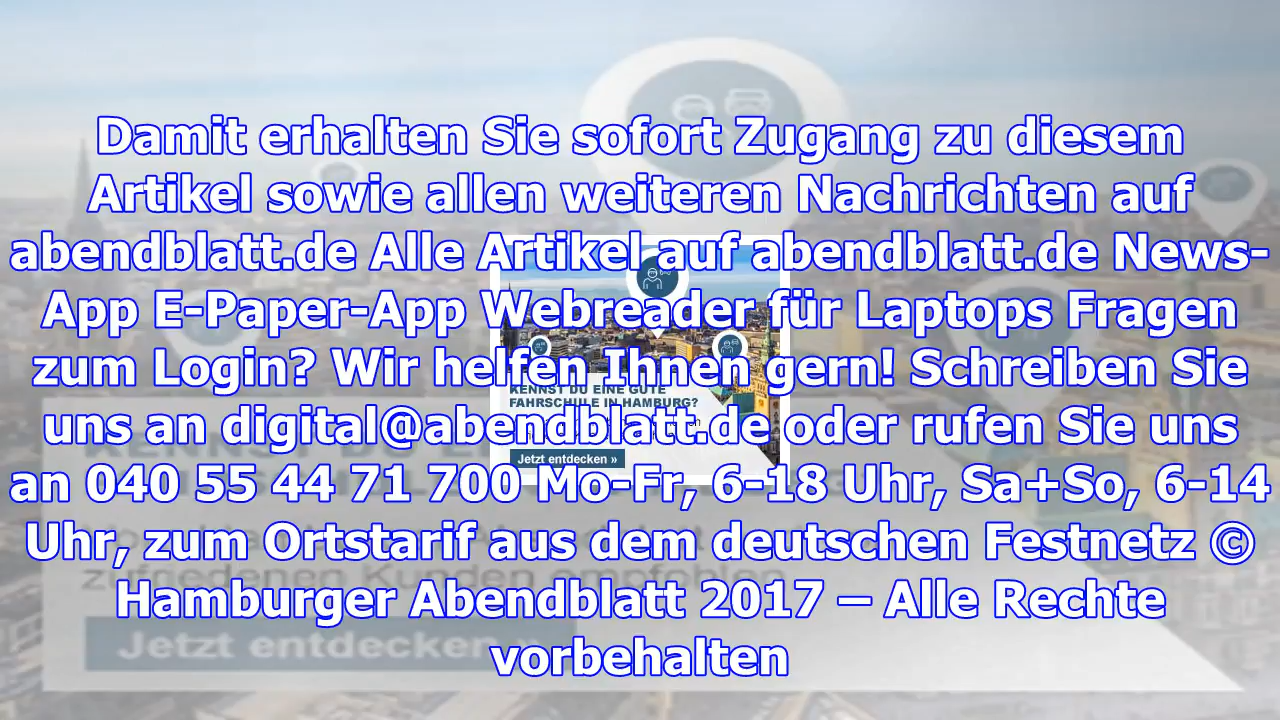 Damit erhalten Sie sofort Zugang zu diesem
Artikel sowie allen weiteren Nachrichten auf
abendblatt.de Alle Artikel auf abendblatt.de News-
App E-Paper-App Webreader für Laptops Fragen
zum Login? Wir helfen Ihnen gern! Schreiben Sie
uns an digital@abendblatt.de oder rufen Sie uns
an 040 55 44 71 700 Mo-Fr, 6-18 Uhr, Sa+So, 6-14
Uhr, zum Ortstarif aus dem deutschen Festnetz ©
Hamburger Abendblatt 2017 – Alle Rechte
vorbehalten
KENNST DU EINE GUTE
FAHRSCHULE IN HAMBURG?
Jetzt entdecken »
zufriedenen Kunden empfohlen
Jetzt entdecken »